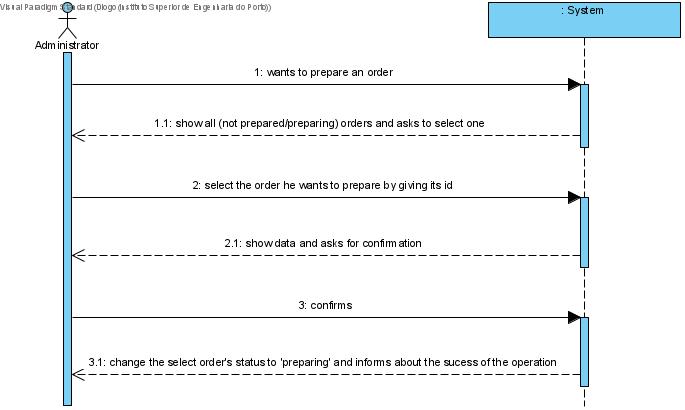 Visual Paradigm Standard (Diogo (Instituto Superior de Engenharia do Porto))
: System
Administrator
1: wants to prepare an order
1.1: show all (not prepared/preparing) orders and asks to select one
2: select the order he wants to prepare by giving its id
2.1: show data and asks for confirmation
3: confirms
3.1: change the select order's status to 'preparing' and informs about the sucess of the operation